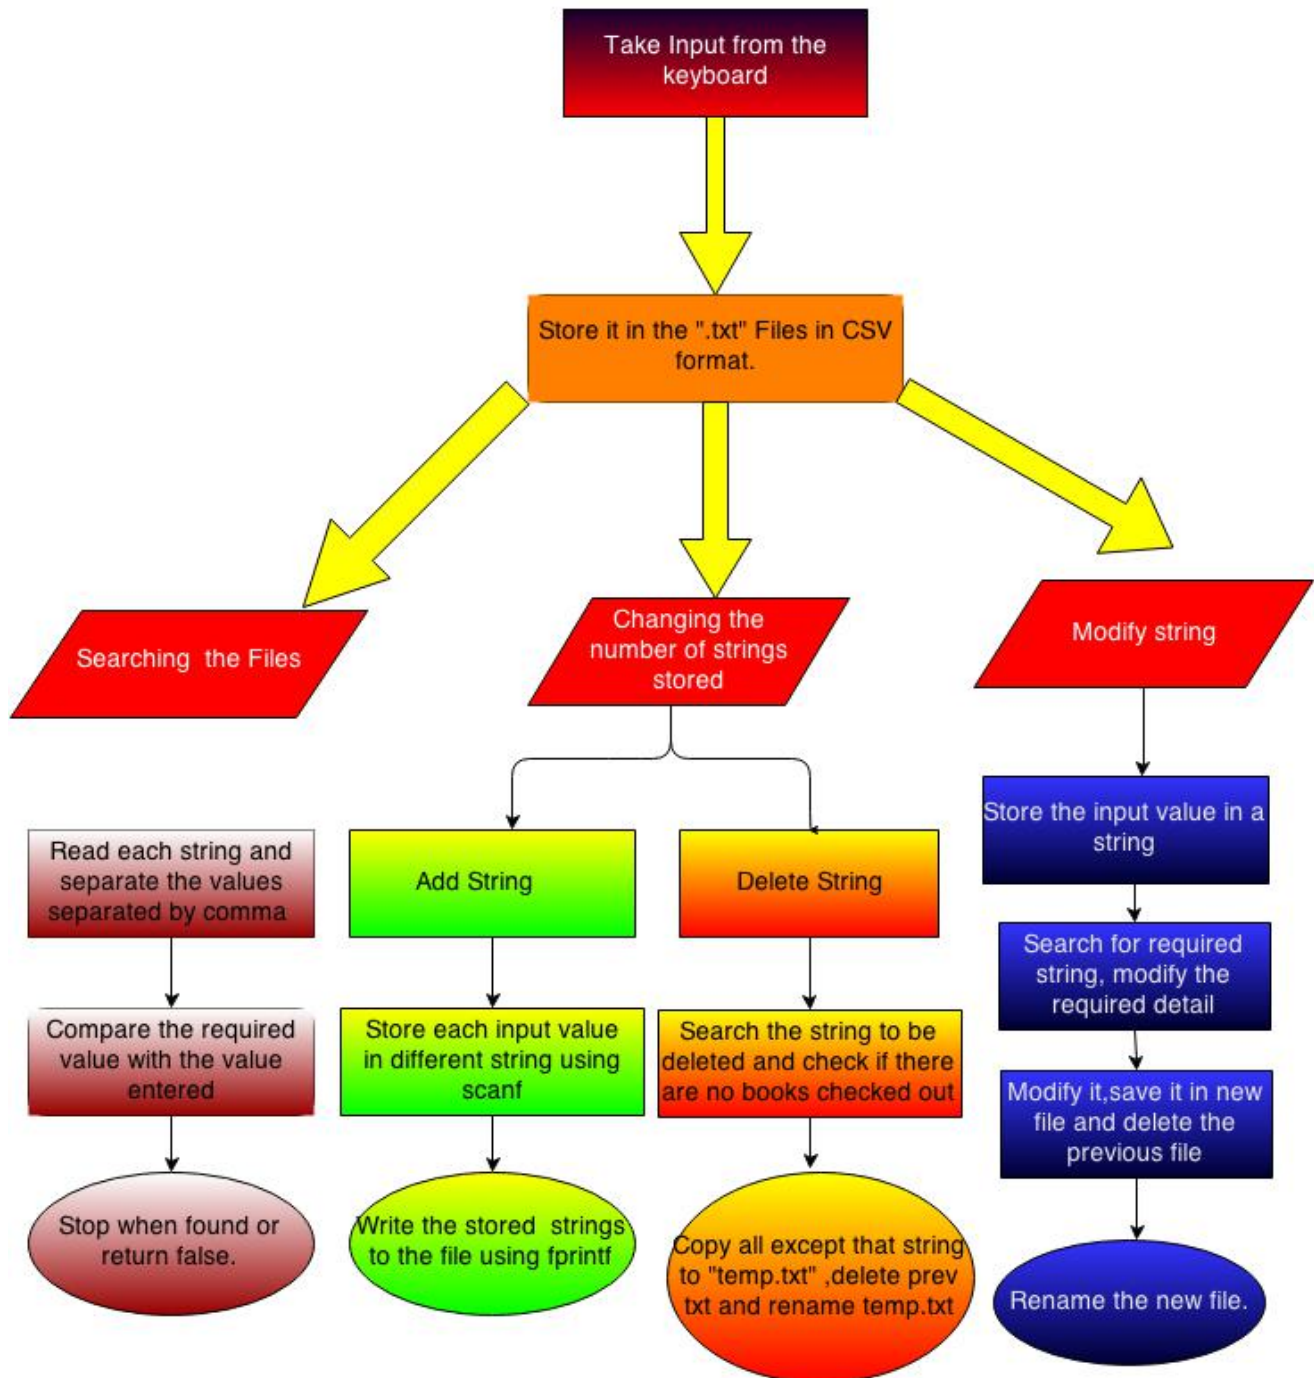 Take Input from the
keyboard
Store it in the ".txt" Files in CSV
format.
Searching  the Files
Changing the
number of strings
stored
Modify string
Read each string and
separate the values
separated by comma
Compare the required
value with the value
entered
Stop when found or
return false.
Add String
Store each input value
in different string using
scanf
Write the stored  strings
to the file using fprintf
Delete String
Search the string to be
deleted and check if there
are no books checked out
Copy all except that string
to "temp.txt" ,delete prev
txt and rename temp.txt
Store the input value in a
string
Search for required
string, modify the
required detail
Modify it,save it in new
file and delete the
previous file
Rename the new file.